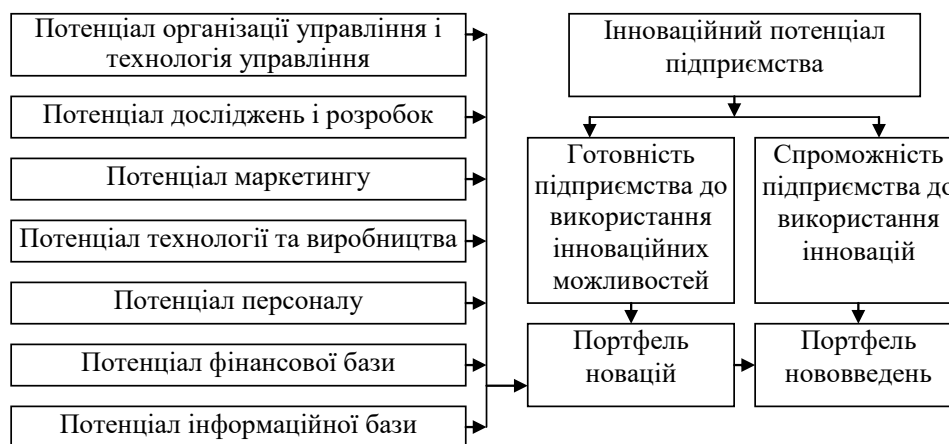 Потенціал організації управління і
технологія управління
Потенціал досліджень і розробок
Потенціал маркетингу
Потенціал технології та виробництва
Потенціал персоналу
Потенціал фінансової бази
Потенціал інформаційної бази
Інноваційний потенціал
підприємства
Готовність
підприємства до
використання
інноваційних
можливостей
Спроможність
підприємства до
використання
інновацій
Портфель
новацій
Портфель
нововведень